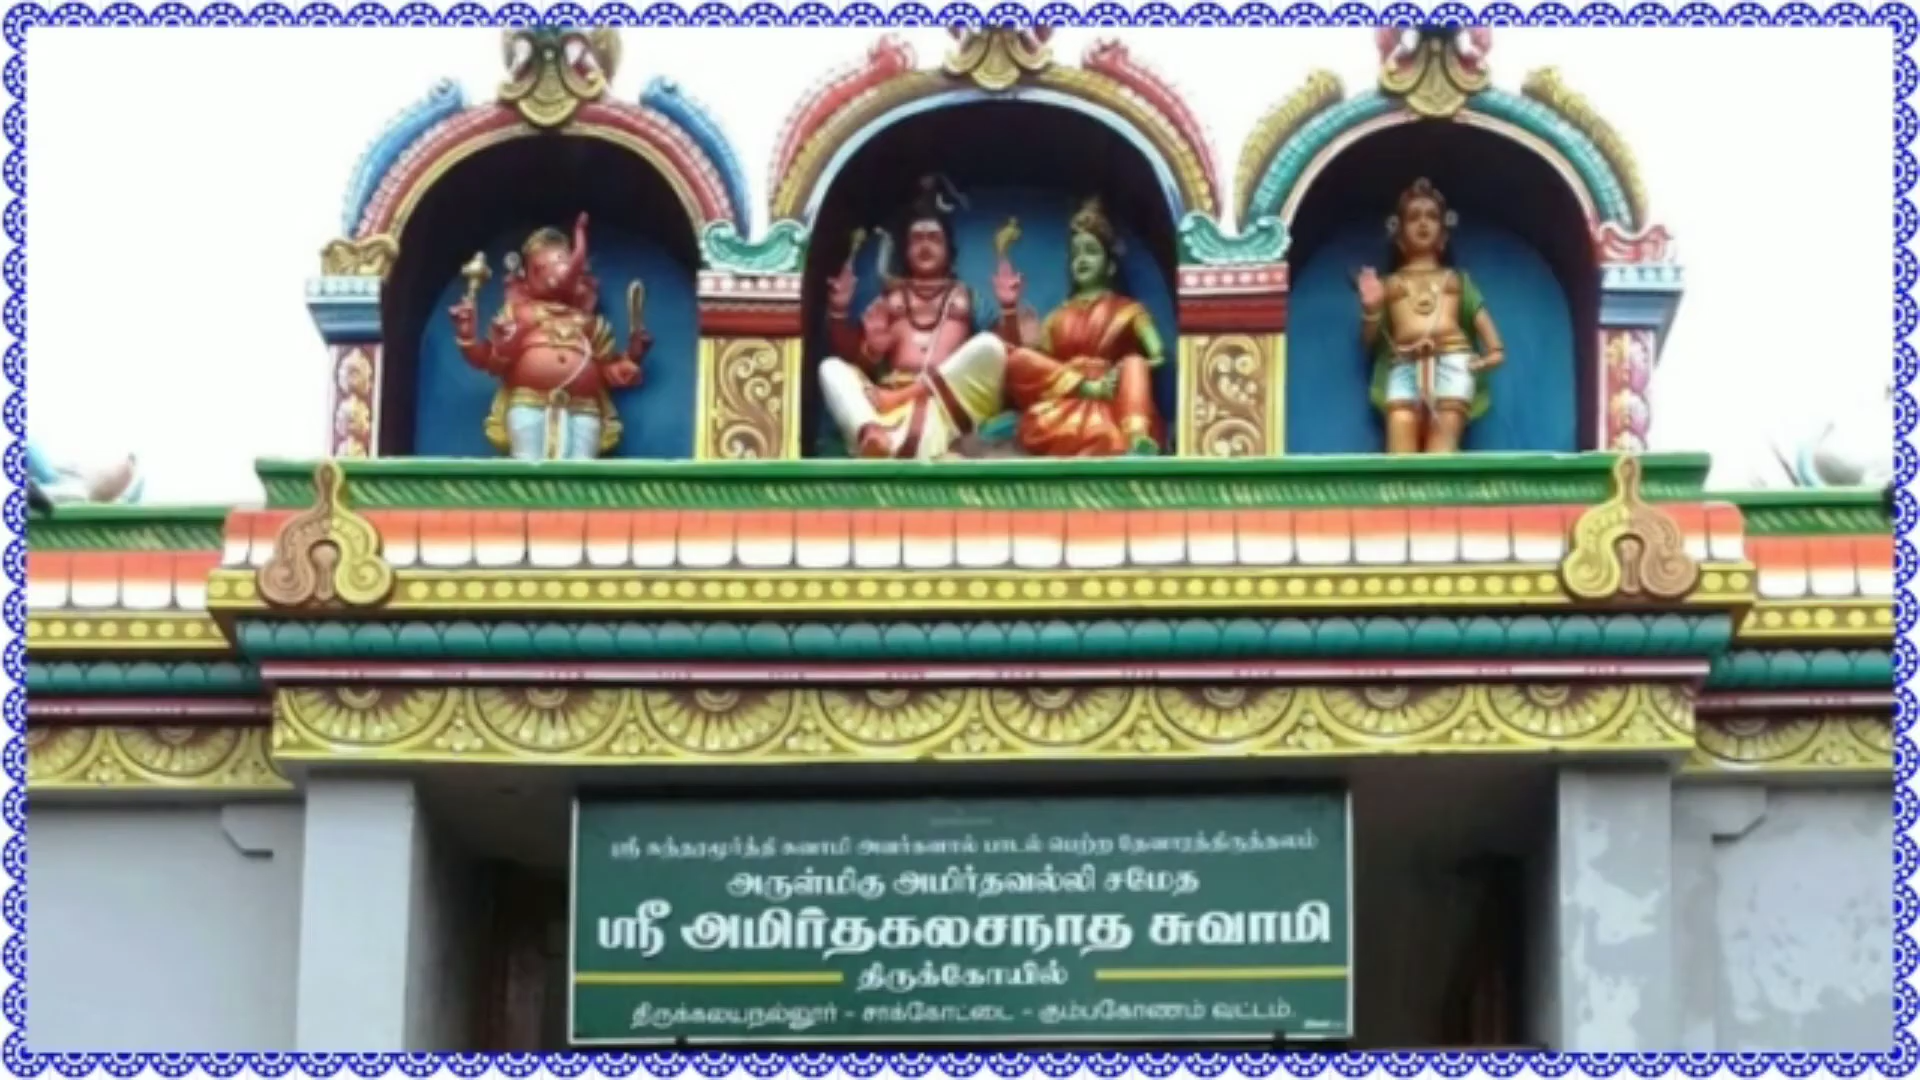 ஸ்ரீ சுந்தரமூர்த்தி சுவாமி அவர்களால் பாடல் பெற்ற தேவாரத்திருத்தலம்
அருள்மிகு அமிர்தவல்லி சமேத
ஸ்ரீ அமிர்தகலசநாத சுவாமி
திருக்கோயில்
திருக்கலயநல்லூர் - சாக்கோட்டை - கும்பகோணம் வட்டம்.